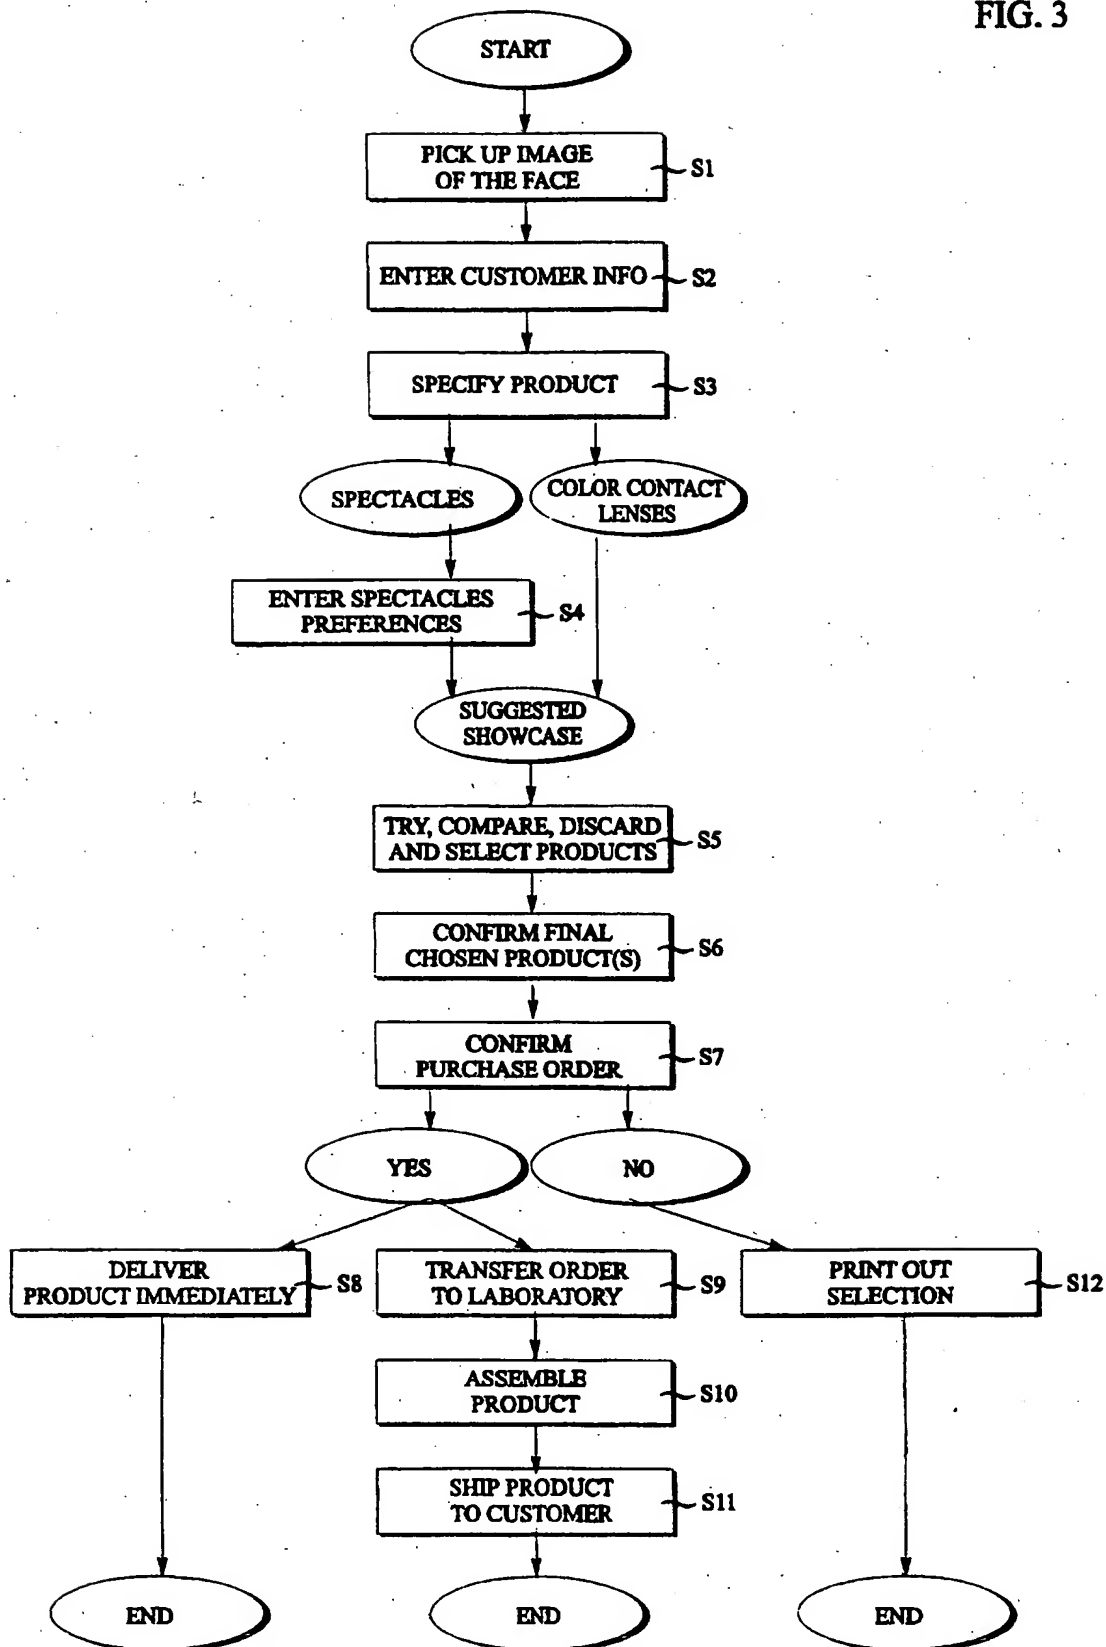 FIG. 3
START
PICK UP IMAGE
OF THE FACE
S1
ENTER CUSTOMER INFO
S2
SPECIFY PRODUCT
S3
SPECTACLES
COLOR CONTACT
LENSES
ENTER SPECTACLES
PREFERENCES
S4
SUGGESTED
SHOWCASE
TRY, COMPARE, DISCARD
AND SELECT PRODUCTS
S5
CONFIRM FINAL
CHOSEN PRODUCT(S)
S6
CONFIRM
PURCHASE ORDER
S7
YES
NO
DELIVER
PRODUCT IMMEDIATELY
S8
TRANSFER ORDER
TO LABORATORY
S9
PRINT OUT
SELECTION
S12
ASSEMBLE
PRODUCT
S10
SHIP PRODUCT
TO CUSTOMER
S11
END
END
END